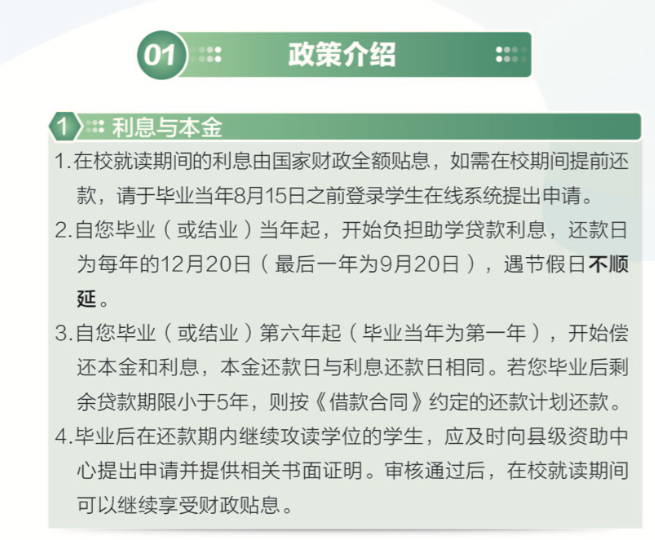 01
政策介绍
1 利息与本金
1.在校就读期间的利息由国家财政全额贴息，如需在校期间提前还
款，请于毕业当年8月15日之前登录学生在线系统提出申请。
2.自您毕业（或结业）当年起，开始负担助学贷款利息，还款日
为每年的12月20日（最后一年为9月20日），遇节假日不顺
延。
3.自您毕业（或结业）第六年起（毕业当年为第一年），开始偿
还本金和利息，本金还款日与利息还款日相同。若您毕业后剩
余贷款期限小于5年，则按《借款合同》约定的还款计划还款。
4.毕业后在还款期内继续攻读学位的学生，应及时向县级资助中
心提出申请并提供相关书面证明。审核通过后，在校就读期间
可以继续享受财政贴息。